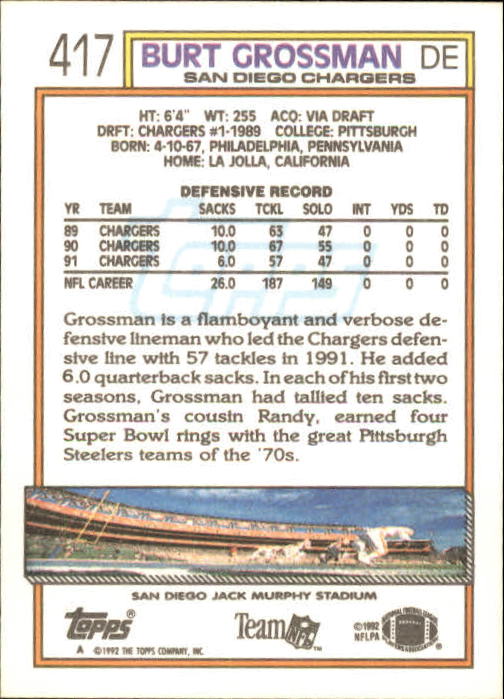 417 BURT GROSSMAN DE
SAN DIEGO CHARGERS
HT: 6'4" WT: 255 ACQ: VIA DRAFT
DRFT: CHARGERS #1-1989 COLLEGE: PITTSBURGH
BORN: 4-10-67, PHILADELPHIA, PENNSYLVANIA
HOME: LA JOLLA, CALIFORNIA
DEFENSIVE RECORD
YR TEAM SACKS TCKL SOLO INT YDS TD
89 CHARGERS 10.0 63 47 0 0 0
90 CHARGERS 10.0 67 55 0 0 0
91 CHARGERS 6.0 57 47 0 0 0
NFL CAREER 26.0 187 149 0 0 0
topps
Grossman is a flamboyant and verbose de-
fensive lineman who led the Chargers defen-
sive line with 57 tackles in 1991. He added
6.0 quarterback sacks. In each of his first two
seasons, Grossman had tallied ten sacks.
Grossman's cousin Randy, earned four
Super Bowl rings with the great Pittsburgh
Steelers teams of the '70s.
SAN DIEGO JACK MURPHY STADIUM
Topps® Team NFL™ ©1992 NFLPA
A ©1992 THE TOPPS COMPANY, INC.